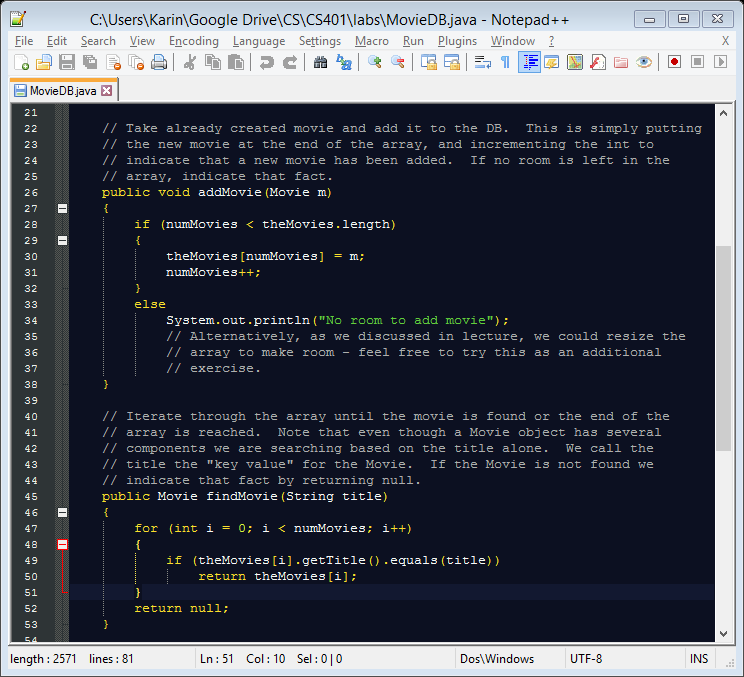 C:\Users\Karin\Google Drive\CS\CS401\labs\MovieDB.java - Notepad++
File Edit Search View Encoding Language Settings Macro Run Plugins Window ? X
MovieDB.java
21
22 // Take already created movie and add it to the DB.  This is simply putting
23 // the new movie at the end of the array, and incrementing the int to
24 // indicate that a new movie has been added.  If no room is left in the
25 // array, indicate that fact.
26 public void addMovie(Movie m)
27 {
28 if (numMovies < theMovies.length)
29 {
30 theMovies[numMovies] = m;
31 numMovies++;
32 }
33 else
34 System.out.println("No room to add movie");
35 // Alternatively, as we discussed in lecture, we could resize the
36 // array to make room - feel free to try this as an additional
37 // exercise.
38 }
39
40 // Iterate through the array until the movie is found or the end of the
41 // array is reached.  Note that even though a Movie object has several
42 // components we are searching based on the title alone.  We call the
43 // title the "key value" for the Movie.  If the Movie is not found we
44 // indicate that fact by returning null.
45 public Movie findMovie(String title)
46 {
47 for (int i = 0; i < numMovies; i++)
48 {
49 if (theMovies[i].getTitle().equals(title))
50 return theMovies[i];
51 }
52 return null;
53 }
54
length : 2571 lines : 81 Ln : 51 Col : 10 Sel : 0 | 0 Dos\Windows UTF-8 INS